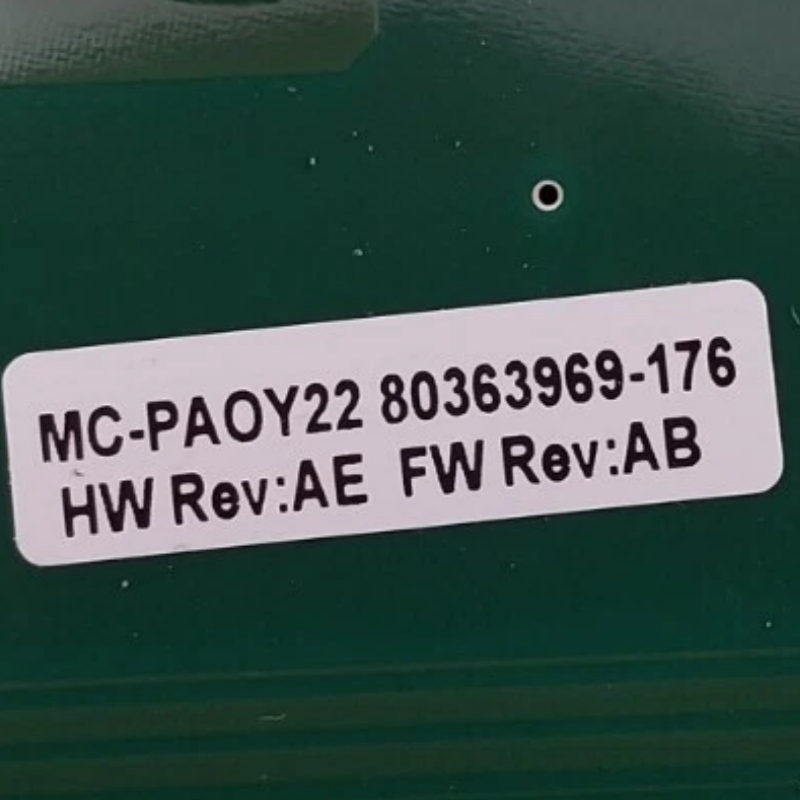 MC-PAOY22 80363969-176
HW Rev:AE FW Rev:AB